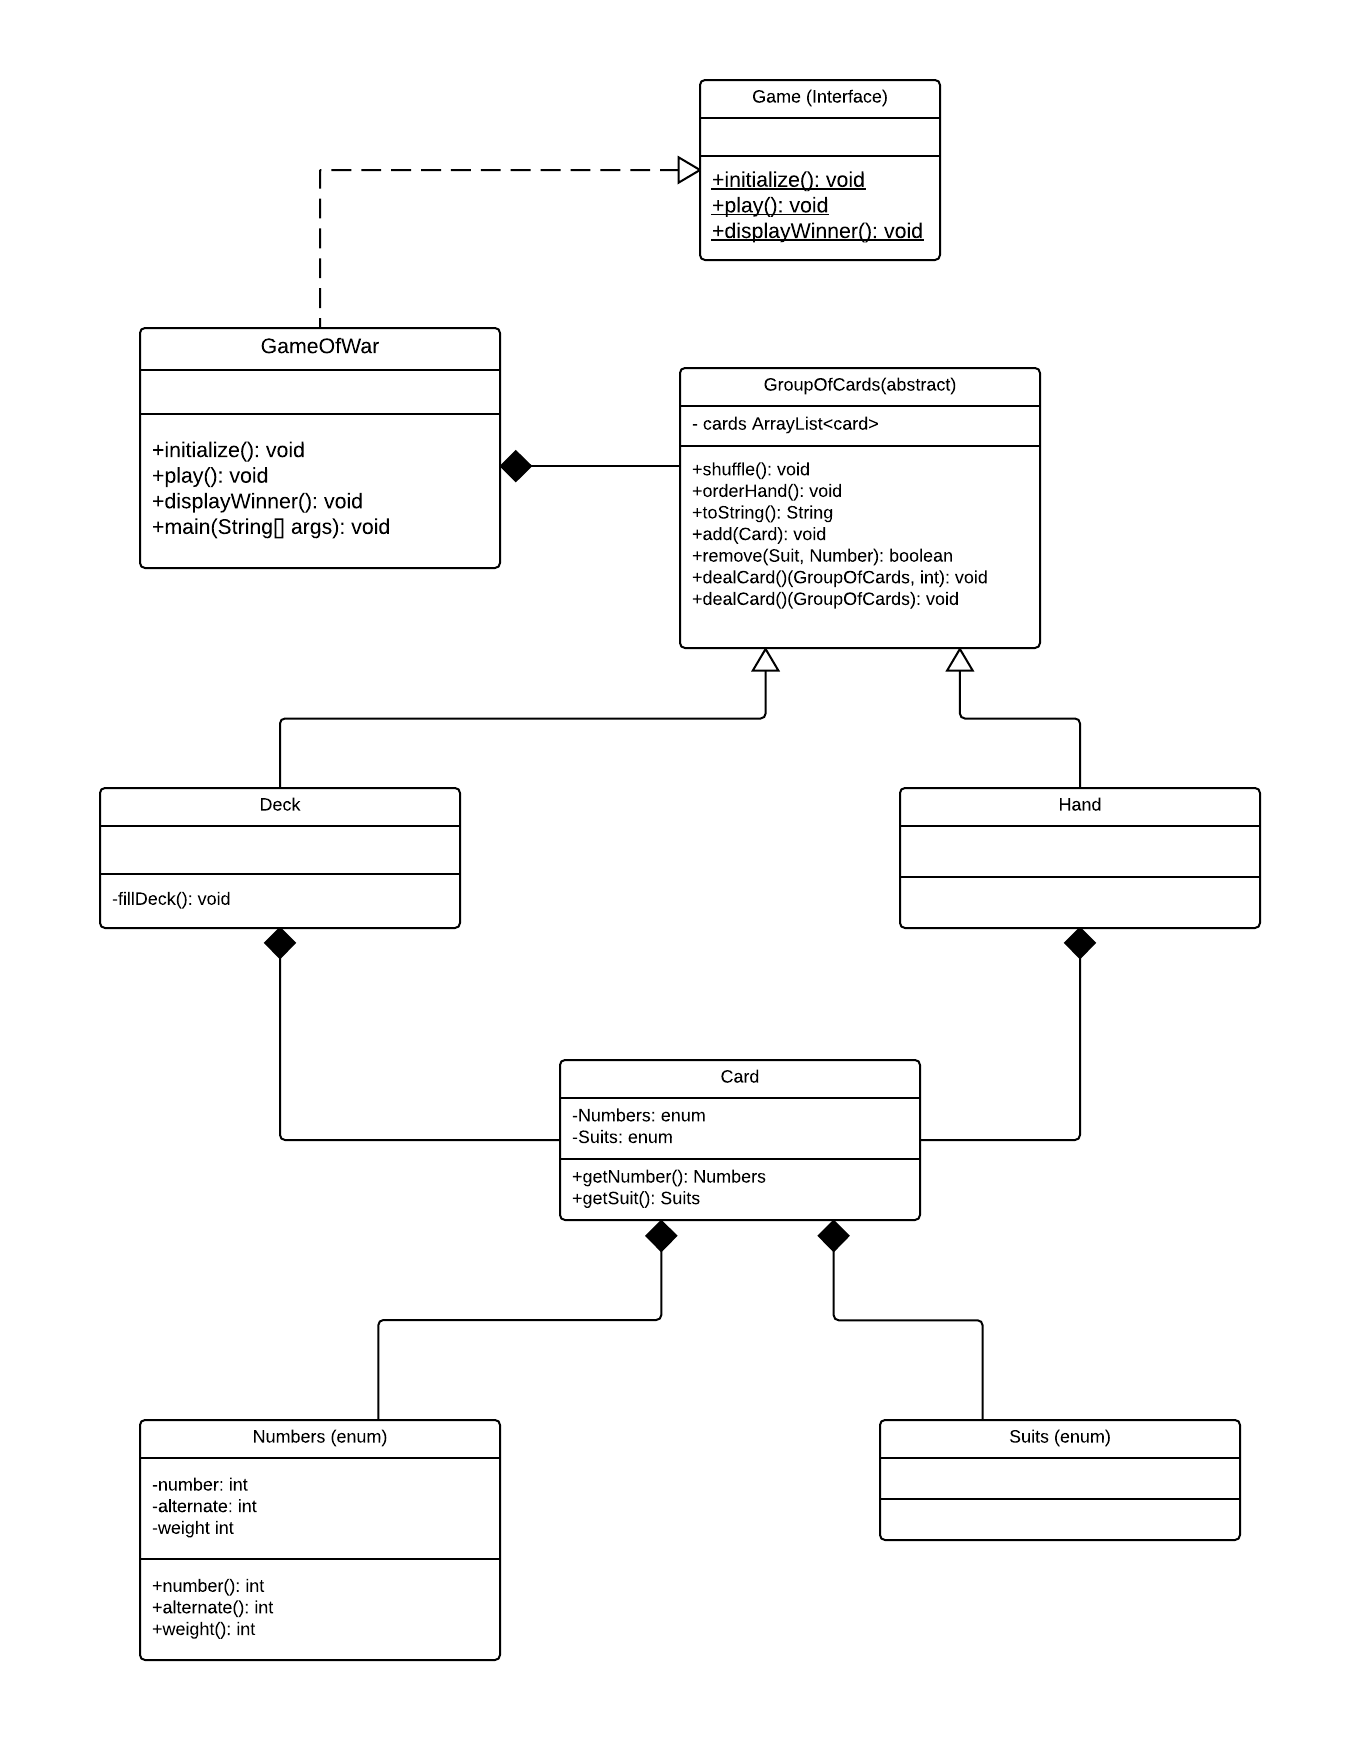 Game (Interface)
+initialize(): void
+play(): void
+displayWinner(): void
GameOfWar
+initialize(): void
+play(): void
+displayWinner(): void
+main(String[] args): void
GroupOfCards(abstract)
- cards ArrayList<card>
+shuffle(): void
+orderHand(): void
+toString(): String
+add(Card): void
+remove(Suit, Number): boolean
+dealCard()(GroupOfCards, int): void
+dealCard()(GroupOfCards): void
Deck
-fillDeck(): void
Hand
Card
-Numbers: enum
-Suits: enum
+getNumber(): Numbers
+getSuit(): Suits
Numbers (enum)
-number: int
-alternate: int
-weight int
+number(): int
+alternate(): int
+weight(): int
Suits (enum)